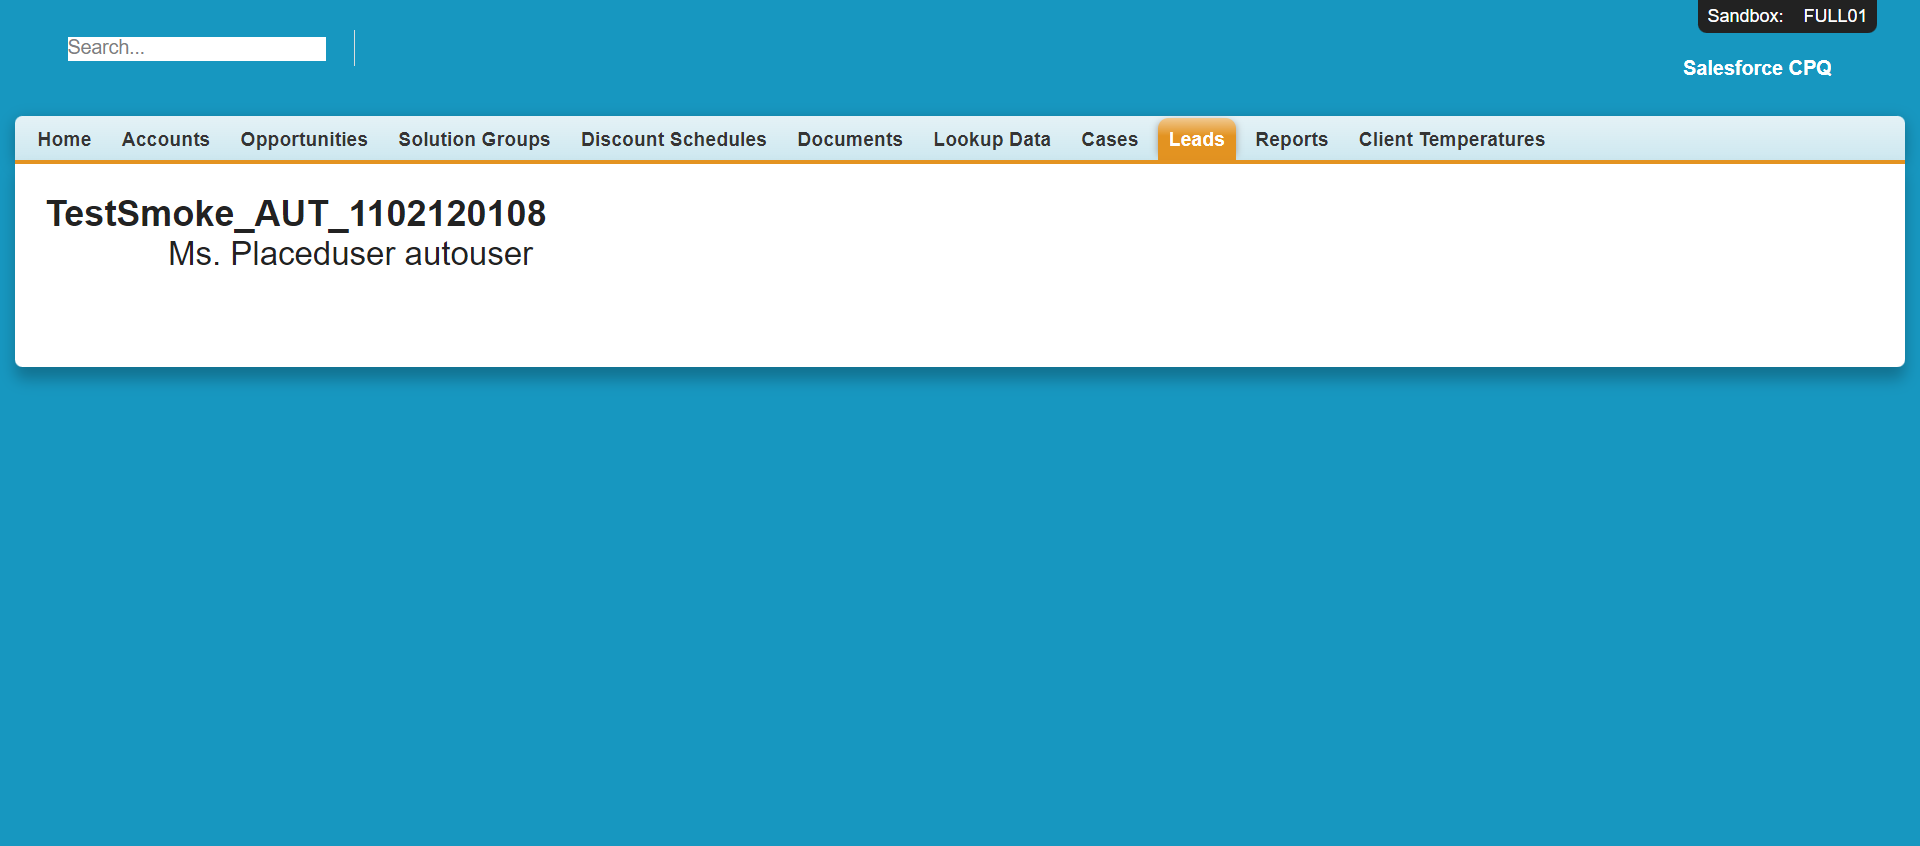 Search...
Sandbox: FULL01
Salesforce CPQ
Home Accounts Opportunities Solution Groups Discount Schedules Documents Lookup Data Cases Leads Reports Client Temperatures
TestSmoke_AUT_1102120108
Ms. Placeduser autouser